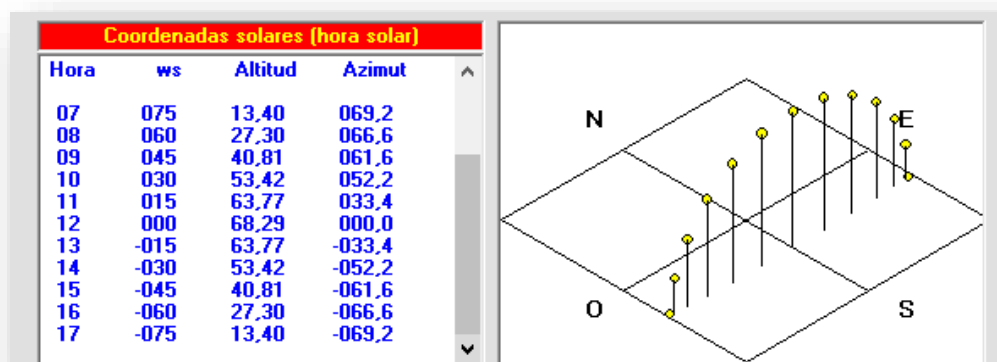 Coordenadas solares (hora solar)
Hora ws Altitud Azimut
07 075 13,40 069,2
08 060 27,30 066,6
09 045 40,81 061,6
10 030 53,42 052,2
11 015 63,77 033,4
12 000 68,29 000,0
13 -015 63,77 -033,4
14 -030 53,42 -052,2
15 -045 40,81 -061,6
16 -060 27,30 -066,6
17 -075 13,40 -069,2
N E
O S